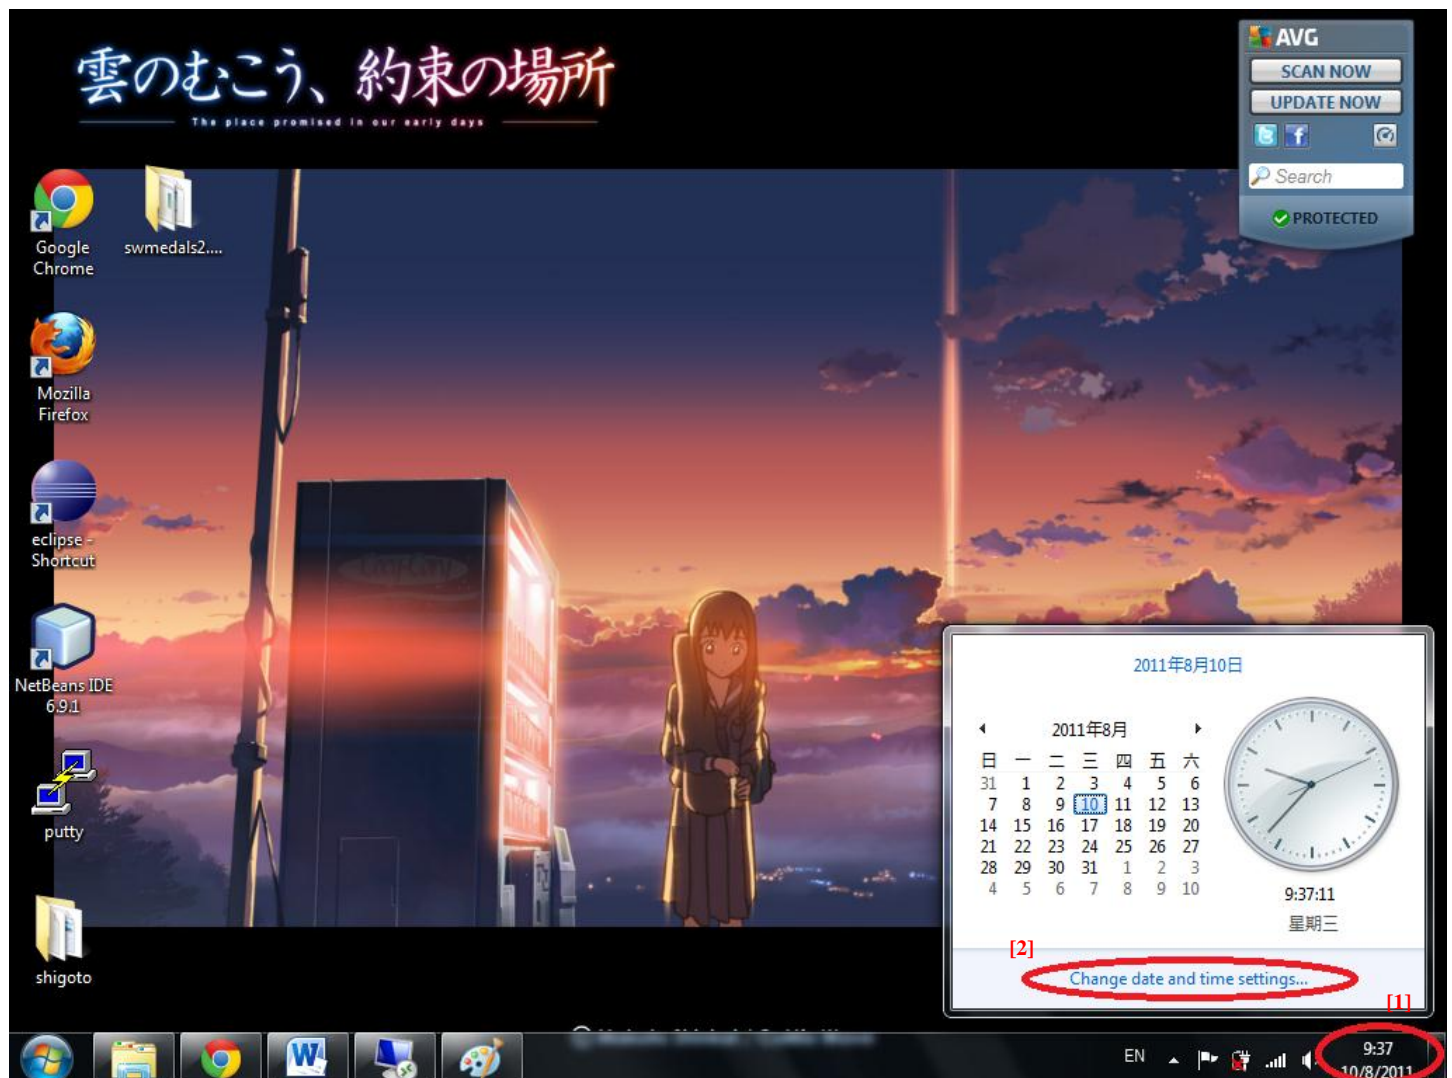 雲のむこう、約束の場所
The place promised in our early days
AVG
SCAN NOW
UPDATE NOW
Search
PROTECTED
Google
Chrome
swmedals2....
Mozilla
Firefox
eclipse -
Shortcut
NetBeans IDE
6.9.1
putty
shigoto
2011年8月10日
2011年8月
日 一 二 三 四 五 六
31 1 2 3 4 5 6
7 8 9 10 11 12 13
14 15 16 17 18 19 20
21 22 23 24 25 26 27
28 29 30 31 1 2 3
4 5 6 7 8 9 10
9:37:11
星期三
[2]
Change date and time settings...
[1]
EN
9:37
10/8/2011